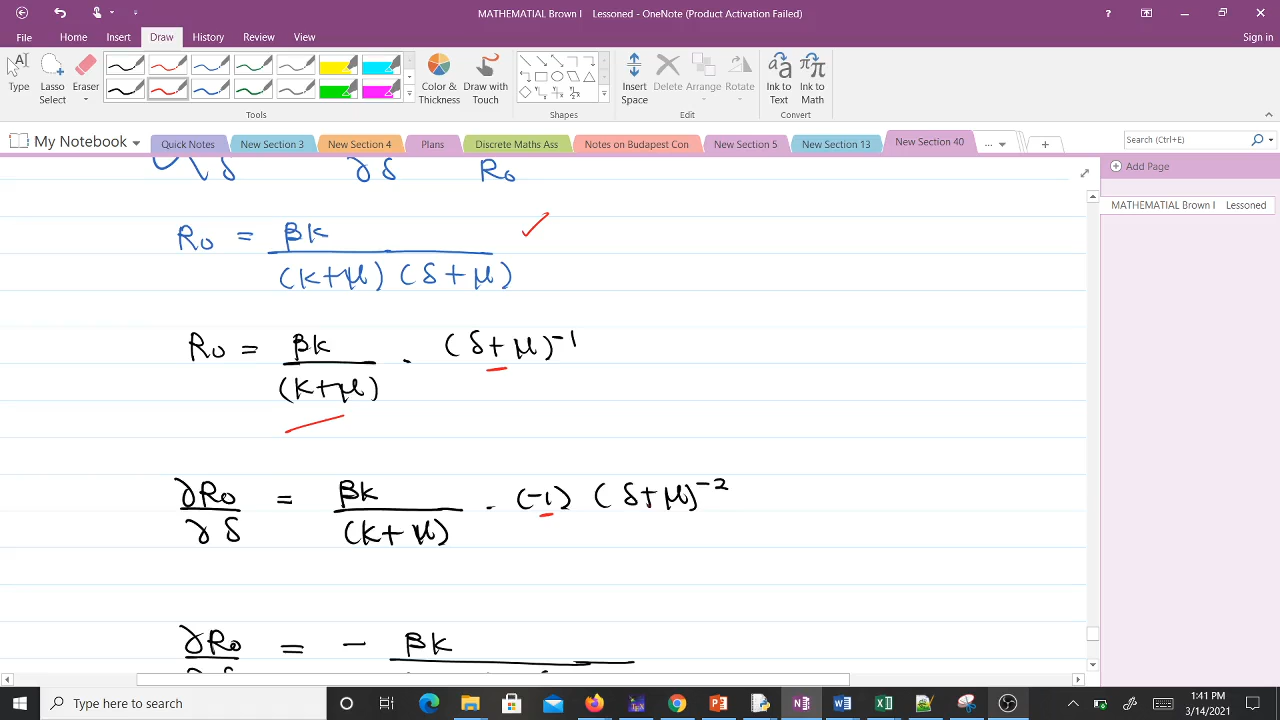 MATHEMATIAL Brown I    Lessoned - OneNote (Product Activation Failed)
File Home Insert Draw History Review View Sign in
Type Lasso Select Eraser Color & Thickness Draw with Touch Insert Space Delete Arrange Rotate Ink to Text Ink to Math
Tools Shapes Edit Convert
My Notebook Quick Notes New Section 3 New Section 4 Plans Discrete Maths Ass Notes on Budapest Con New Section 5 New Section 13 New Section 40 ... + Search (Ctrl+E)
Add Page
MATHEMATIAL Brown I    Lessoned
∂δ R₀
R₀ = βk
(k+μ) (δ+μ)
R₀ = βk . (δ+μ)⁻¹
(k+μ)
∂R₀ = βk . (-1) (δ+μ)⁻²
∂δ (k+μ)
∂R₀ = - βk
Type here to search
1:41 PM
3/14/2021